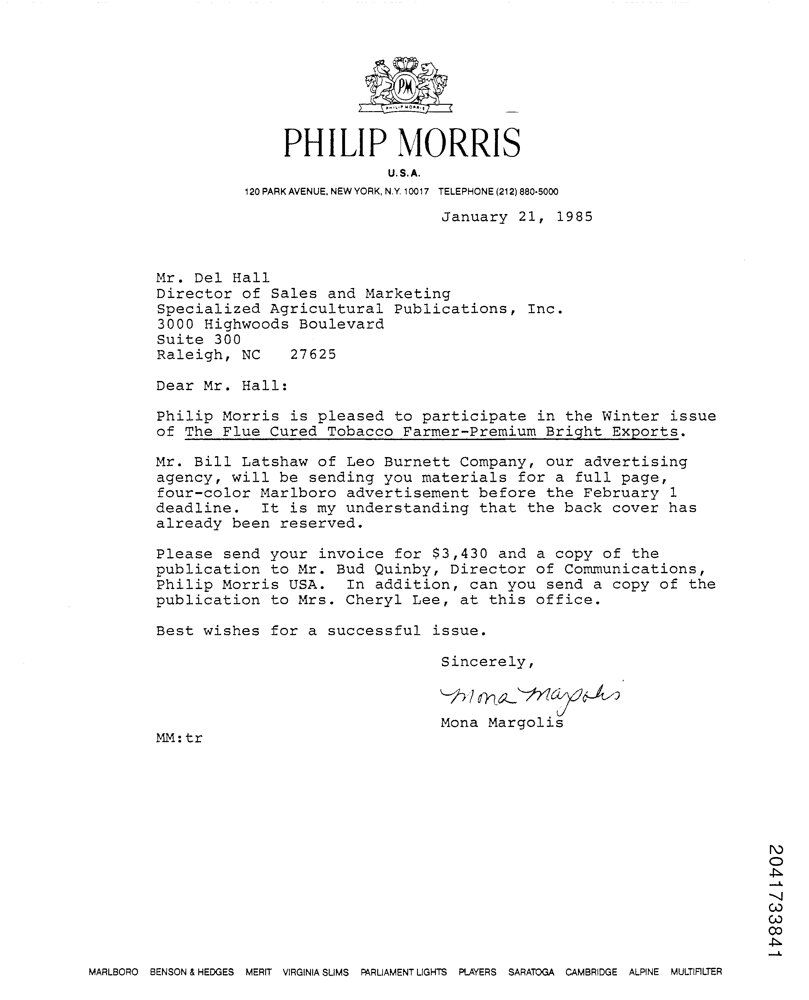 PM
PHILIP MORRIS
PHILIP MORRIS
U.S.A.
120 PARK AVENUE, NEW YORK, N.Y. 10017 TELEPHONE (212) 880-5000
January 21, 1985
Mr. Del Hall
Director of Sales and Marketing
Specialized Agricultural Publications, Inc.
3000 Highwoods Boulevard
Suite 300
Raleigh, NC 27625
Dear Mr. Hall:
Philip Morris is pleased to participate in the Winter issue
of The Flue Cured Tobacco Farmer-Premium Bright Exports.
Mr. Bill Latshaw of Leo Burnett Company, our advertising
agency, will be sending you materials for a full page,
four-color Marlboro advertisement before the February 1
deadline. It is my understanding that the back cover has
already been reserved.
Please send your invoice for $3,430 and a copy of the
publication to Mr. Bud Quinby, Director of Communications,
Philip Morris USA. In addition, can you send a copy of the
publication to Mrs. Cheryl Lee, at this office.
Best wishes for a successful issue.
Sincerely,
Mona Margolis
Mona Margolis
MM:tr
2041733841
MARLBORO BENSON & HEDGES MERIT VIRGINIA SLIMS PARLIAMENT LIGHTS PLAYERS SARATOGA CAMBRIDGE ALPINE MULTIFILTER